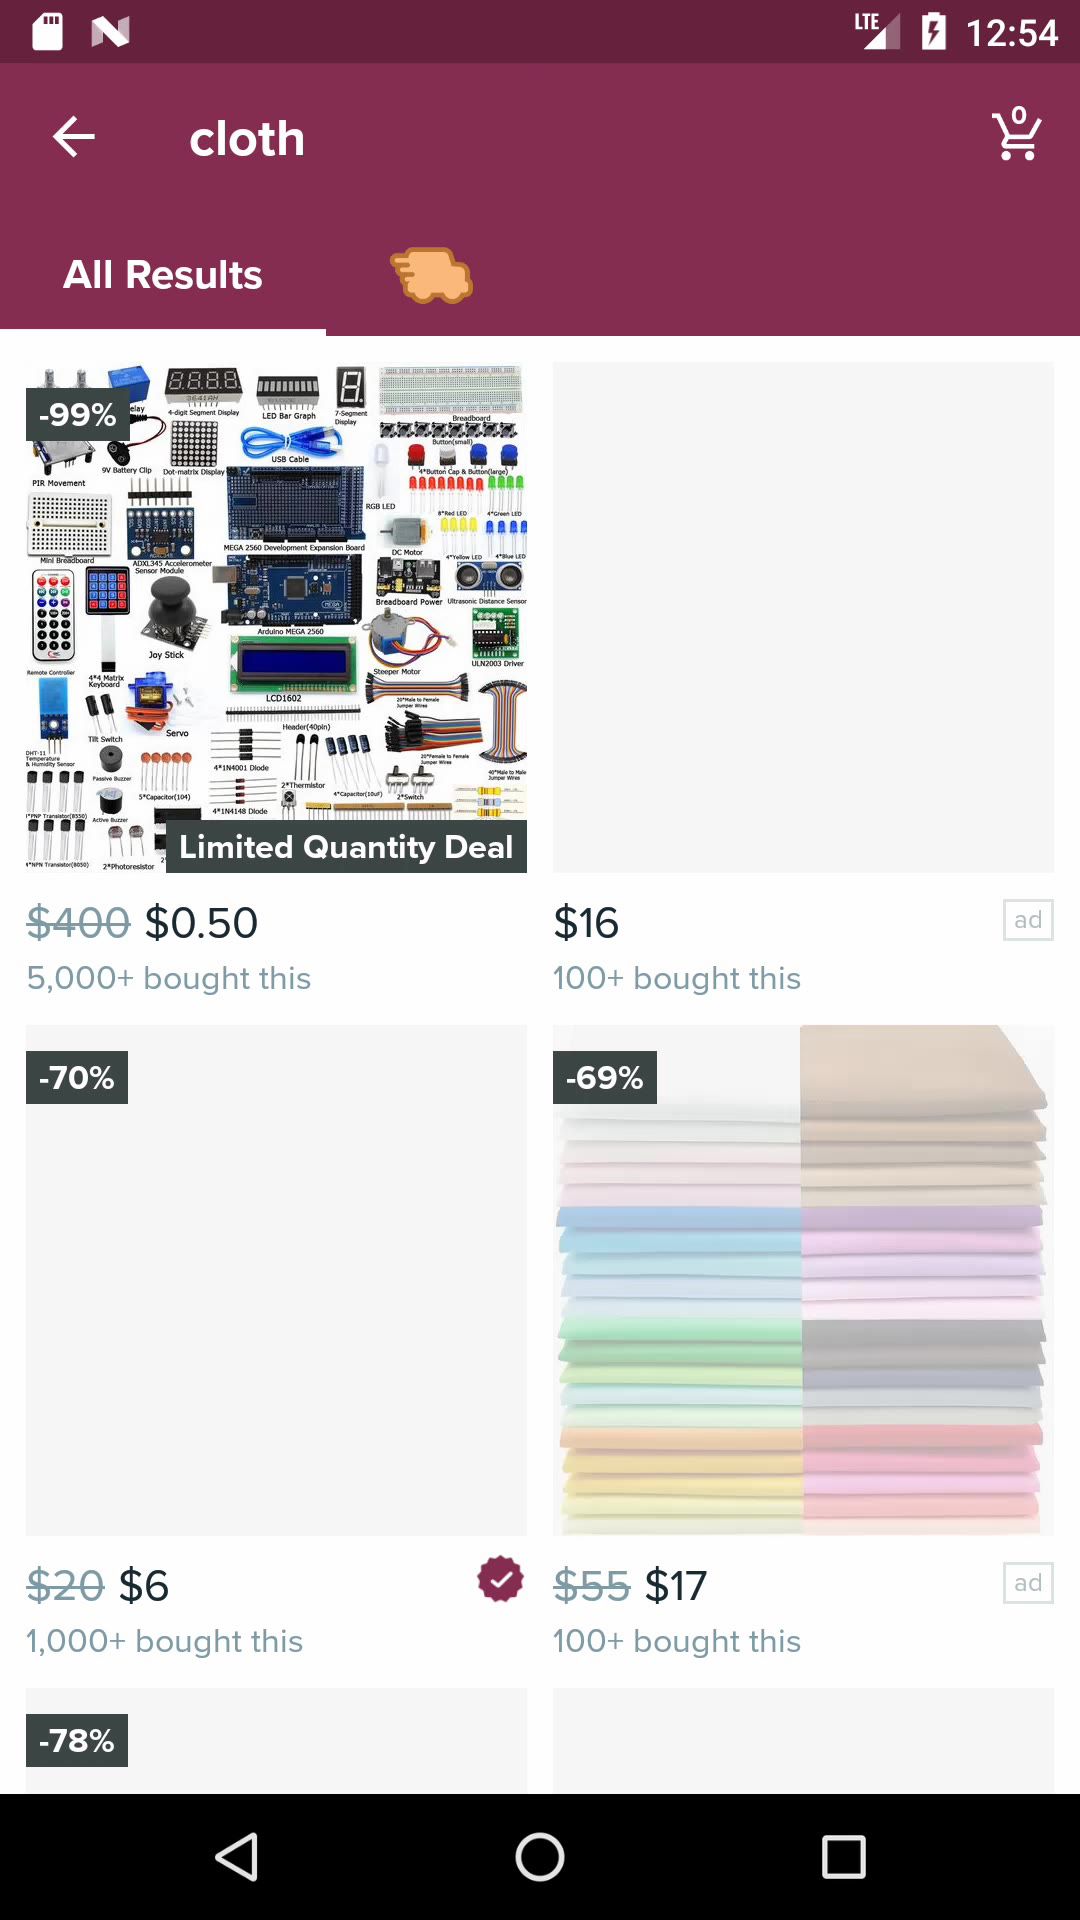 LTE 12:54
cloth
0
All Results
-99%
elay
4-digit Segment Display
LED Bar Graph
7-Segment
Display
Breadboard
Button(small)
9V Battery Clip
Dot-matrix Display
USB Cable
4*Button Cap & Button(large)
PIR Movement
RGB LED
8*Red LED
4*Green LED
DC Motor
4*Yellow LED
4*Blue LED
Mini Breadboard
ADXL345 Accelerometer
Sensor Module
MEGA 2560 Development Expansion Board
Breadboard Power
Ultrasonic Distance Sensor
Arduino MEGA 2560
Joy Stick
Steeper Motor
ULN2003 Driver
Remote Controller
4*4 Matrix
Keyboard
LCD1602
20*Male to Female
Jumper Wires
Servo
Tilt Switch
Header(40pin)
DHT-11
Temperature
& Humidity Sensor
Passive Buzzer
5*Capacitor(104)
4*1N4001 Diode
2*Thermistor
4*Capacitor(10uf)
20*Female to Female
Jumper Wires
2*Switch
40*Male to Male
Jumper Wires
Active Buzzer
4*1N4148 Diode
*PNP Transistor(8550)
*NPN Transistor(8050)
2*Photoresistor
Limited Quantity Deal
$400 $0.50
5,000+ bought this
$16
ad
100+ bought this
-70%
-69%
$20 $6
1,000+ bought this
$55 $17
ad
100+ bought this
-78%